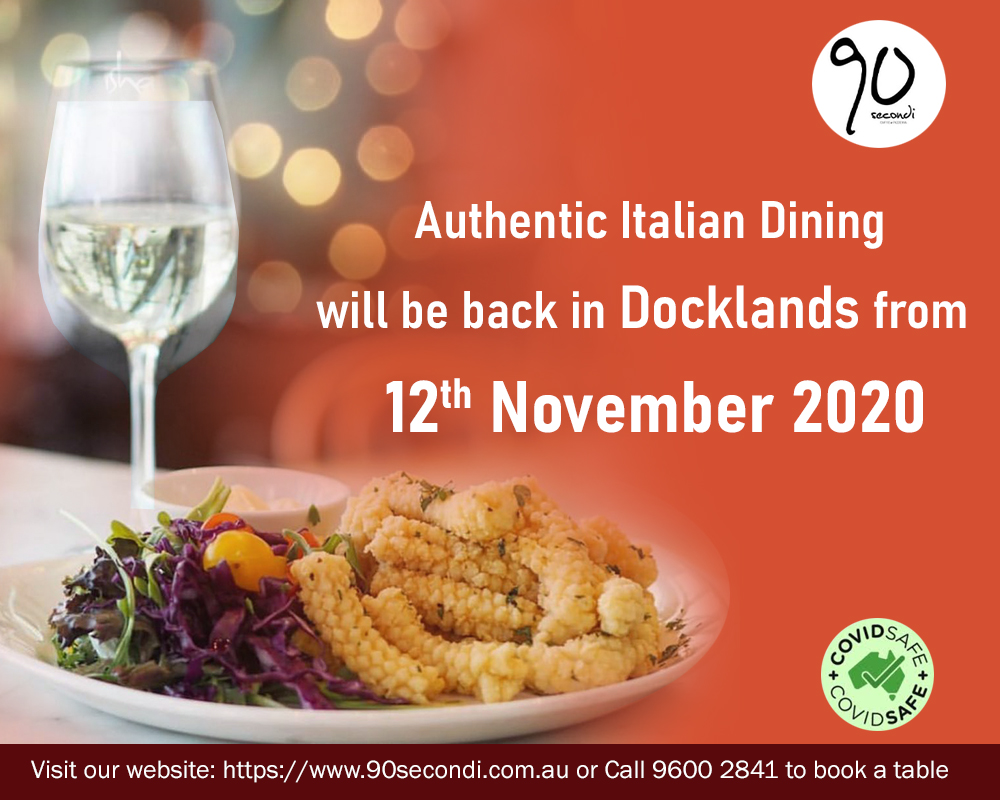 90
secondi
Authentic Italian Dining
will be back in Docklands from
12th November 2020
COVIDSAFE
COVIDSAFE
Visit our website: https://www.90secondi.com.au or Call 9600 2841 to book a table